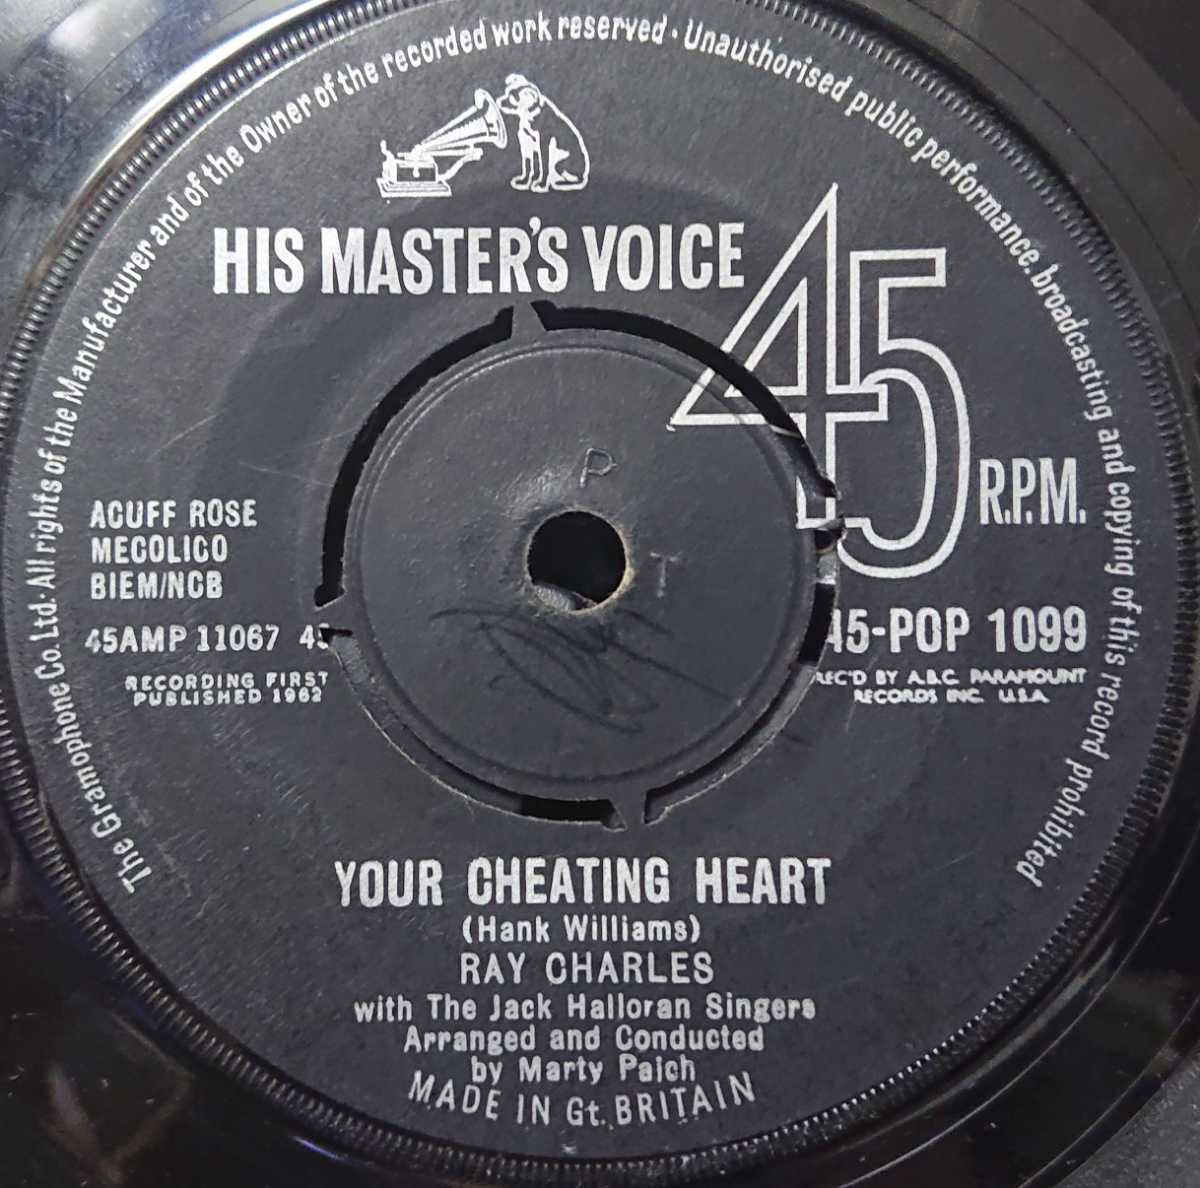 The Gramophone Co. Ltd. · All rights of the Manufacturer and of the Owner of the recorded work reserved · Unauthorised public performance. broadcasting and copying of this record prohibited
HIS MASTER'S VOICE
45
R.P.M.
P
T
ACUFF ROSE
MECOLICO
BIEM/NCB
45AMP 11067 45
RECORDING FIRST
PUBLISHED 1962
45-POP 1099
REC'D BY A.B.C. PARAMOUNT
RECORDS INC. U.S.A.
YOUR CHEATING HEART
(Hank Williams)
RAY CHARLES
with The Jack Halloran Singers
Arranged and Conducted
by Marty Paich
MADE IN Gt. BRITAIN